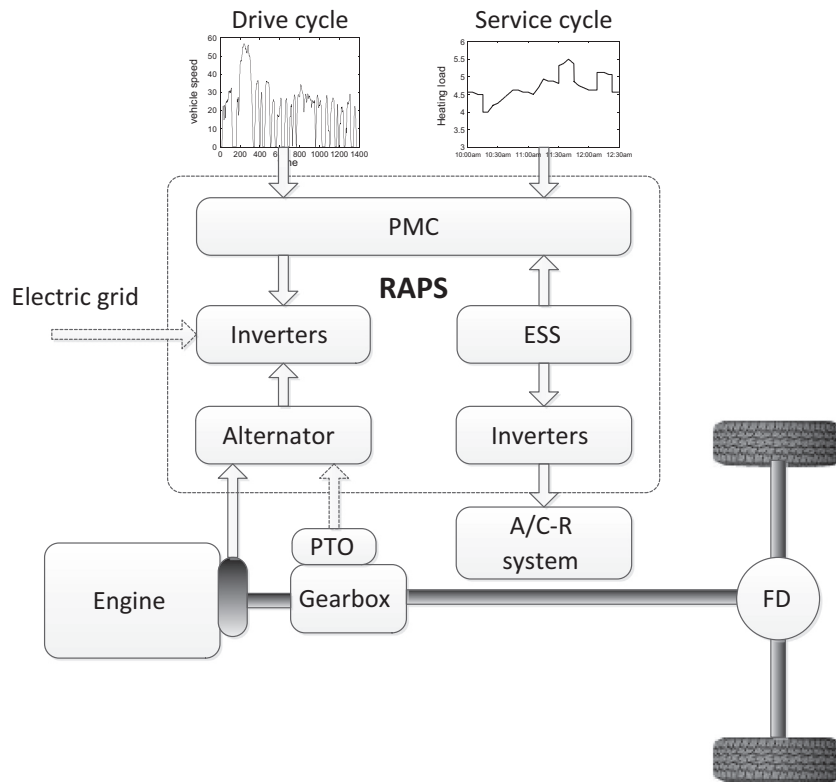 Drive cycle
Service cycle
60
50
40
30
20
10
0
vehicle speed
0 200 400 600 800 1000 1200 1400
me
6
5.5
5
4.5
4
3.5
3
Heating load
10:00am 10:30am 11:00am 11:30am 12:00am 12:30am
PMC
RAPS
Electric grid
Inverters
ESS
Alternator
Inverters
PTO
A/C-R
system
Engine
Gearbox
FD